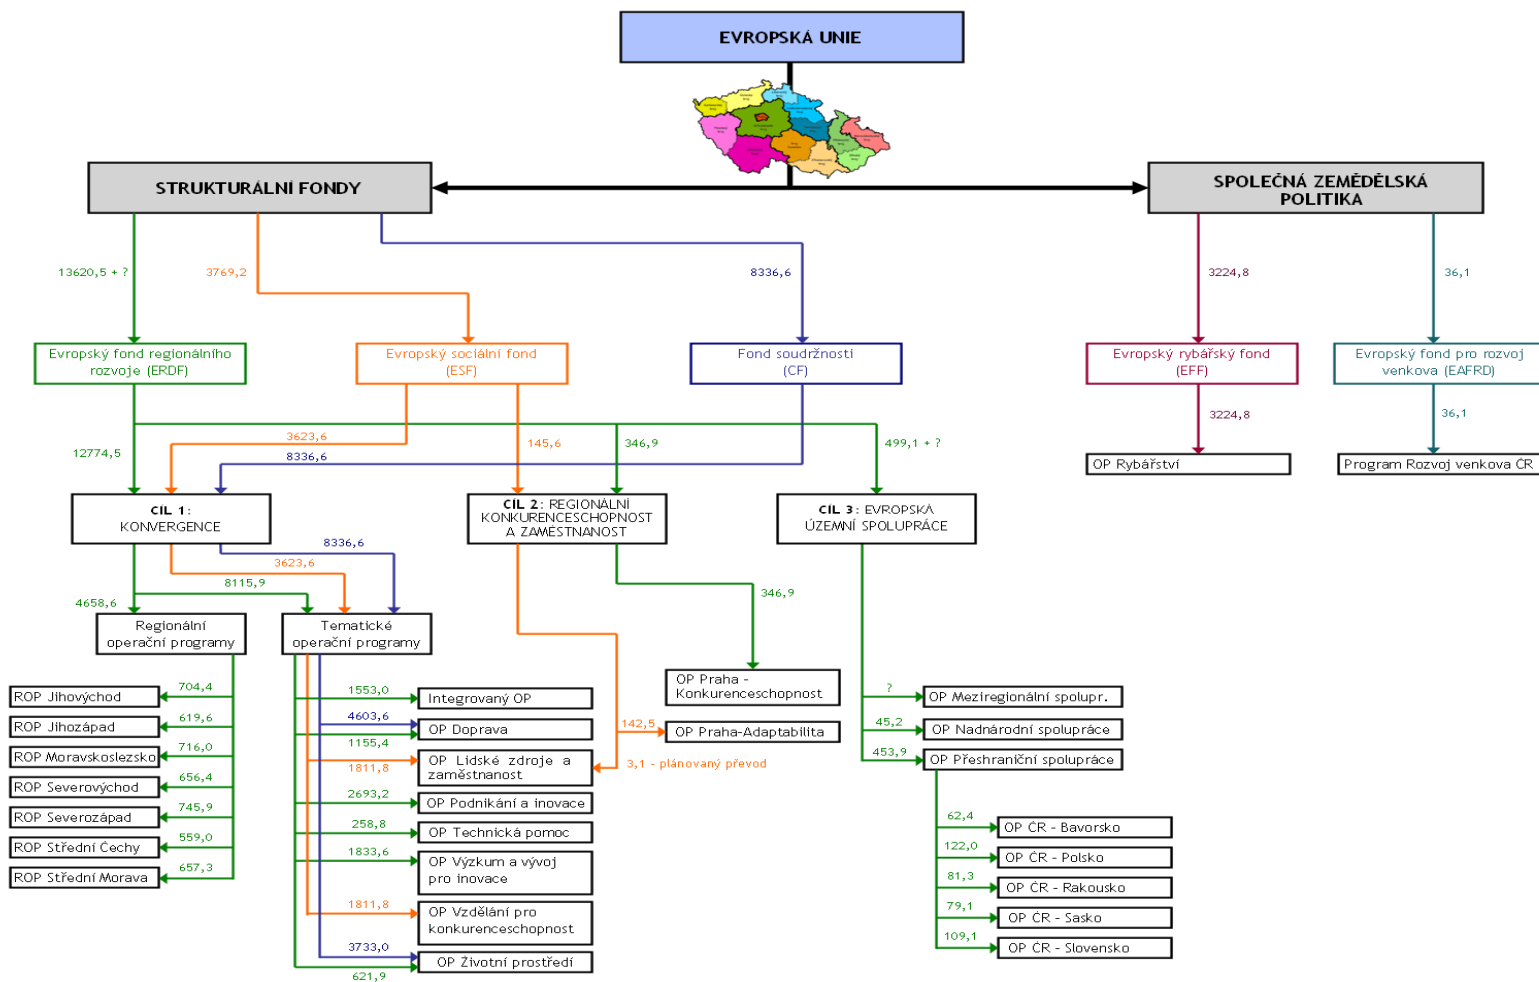 EVROPSKÁ UNIE
STRUKTURÁLNÍ FONDY
SPOLEČNÁ ZEMĚDĚLSKÁ
POLITIKA
13620,5 + ?
3769,2
8336,6
3224,8
36,1
Evropský fond regionálního
rozvoje (ERDF)
Evropský sociální fond
(ESF)
Fond soudržnosti
(CF)
Evropský rybářský fond
(EFF)
Evropský fond pro rozvoj
venkova (EAFRD)
12774,5
3623,6
8336,6
145,6
346,9
499,1 + ?
3224,8
36,1
OP Rybářství
Program Rozvoj venkova ČR
CÍL 1:
KONVERGENCE
CÍL 2: REGIONÁLNÍ
KONKURENCESCHOPNOST
A ZAMĚSTNANOST
CÍL 3: EVROPSKÁ
ÚZEMNÍ SPOLUPRÁCE
8336,6
3623,6
8115,9
4658,6
346,9
Regionální
operační programy
Tematické
operační programy
704,4
ROP Jihovýchod
619,6
ROP Jihozápad
716,0
ROP Moravskoslezsko
656,4
ROP Severovýchod
745,9
ROP Severozápad
559,0
ROP Střední Čechy
657,3
ROP Střední Morava
1553,0
Integrovaný OP
4603,6
OP Doprava
1155,4
OP Lidské zdroje a
zaměstnanost
1811,8
2693,2
OP Podnikání a inovace
258,8
OP Technická pomoc
1833,6
OP Výzkum a vývoj
pro inovace
1811,8
OP Vzdělání pro
konkurenceschopnost
3733,0
OP Životní prostředí
621,9
OP Praha -
Konkurenceschopnost
142,5
OP Praha-Adaptabilita
3,1 - plánovaný převod
?
OP Meziregionální spolupr.
45,2
OP Nadnárodní spolupráce
453,9
OP Přeshraniční spolupráce
62,4
OP ČR - Bavorsko
122,0
OP ČR - Polsko
81,3
OP ČR - Rakousko
79,1
OP ČR - Sasko
109,1
OP ČR - Slovensko